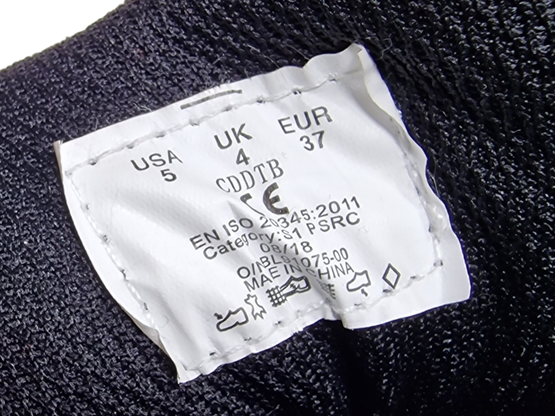 USA UK EUR
5 4 37
CDDTB
CE
EN ISO 20345:2011
Category:S1 PSRC
08/18
MAE IN CHINA